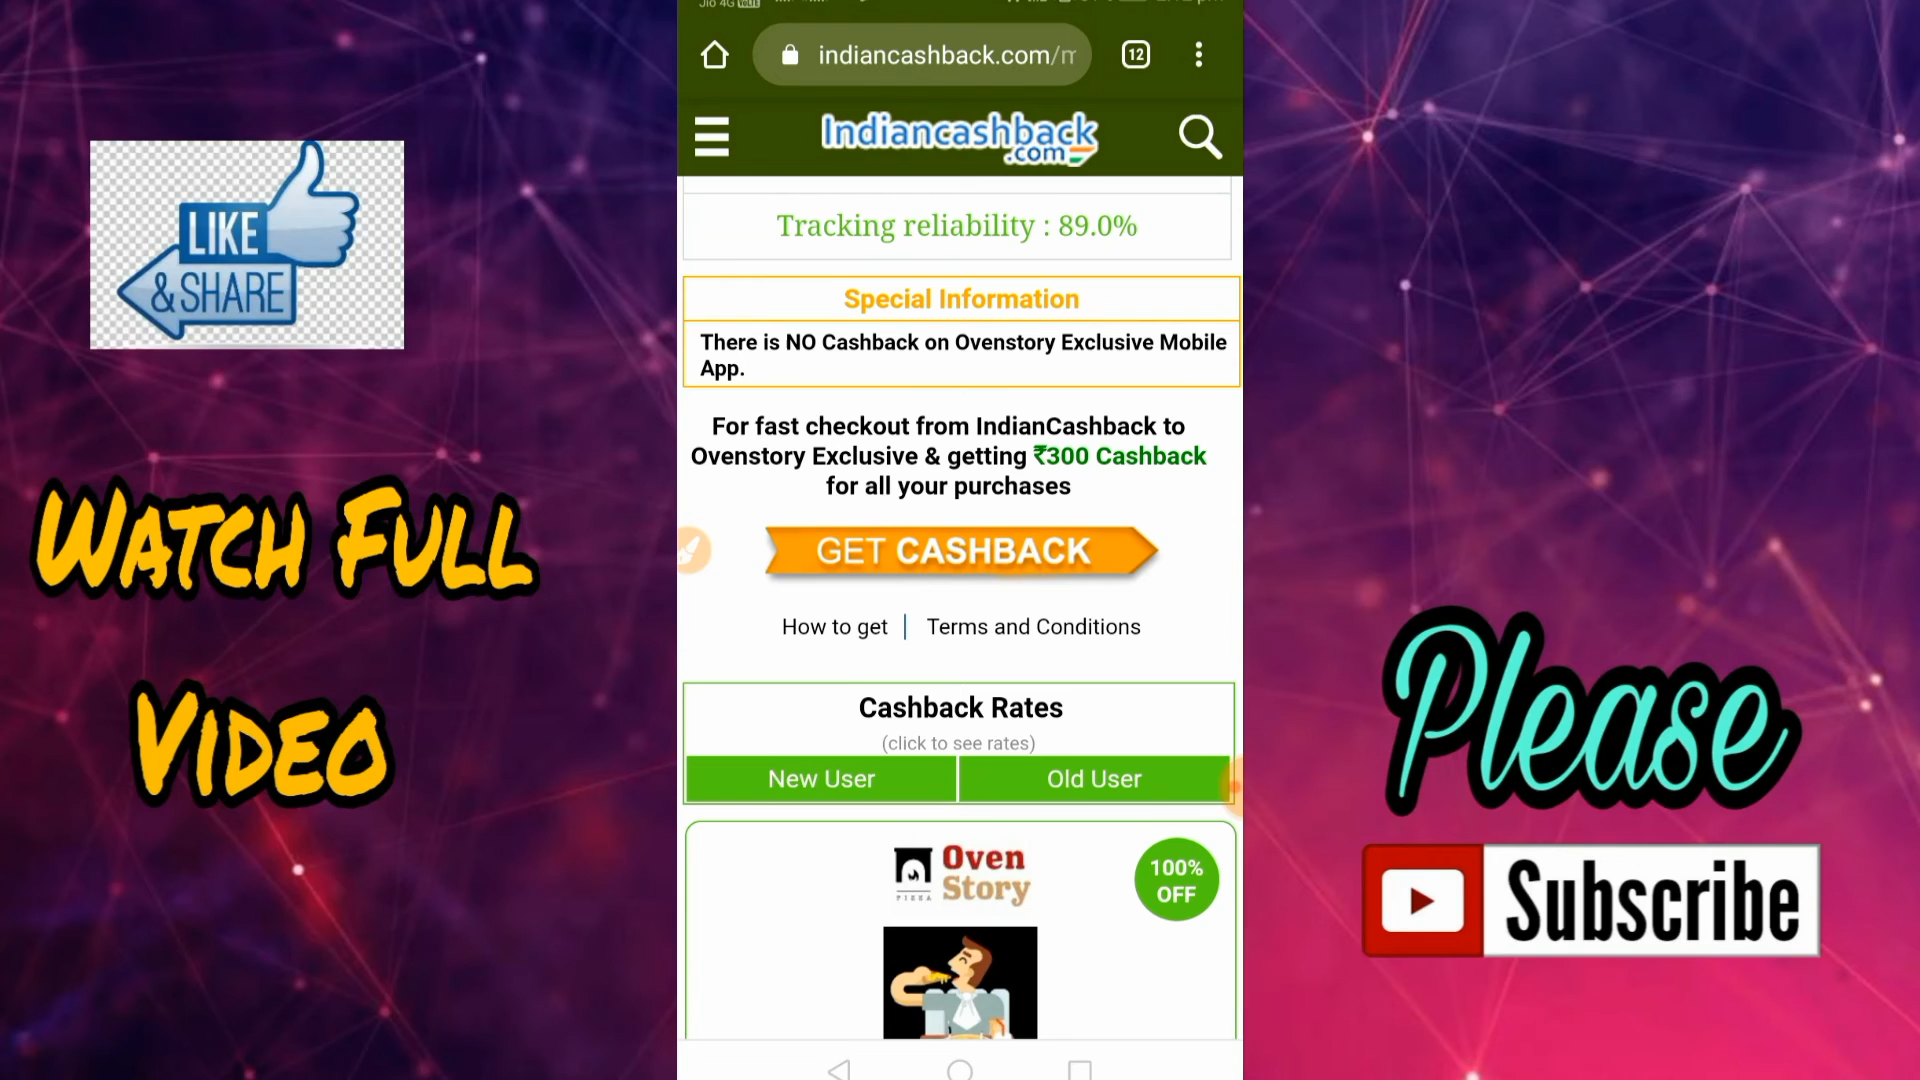 Jio 4G
indiancashback.com/m
12
Indiancashback
.com
Tracking reliability : 89.0%
Special Information
There is NO Cashback on Ovenstory Exclusive Mobile
App.
For fast checkout from IndianCashback to
Ovenstory Exclusive & getting ₹300 Cashback
for all your purchases
GET CASHBACK
How to get | Terms and Conditions
Cashback Rates
(click to see rates)
New User
Old User
Oven
Story
PIZZA
100%
OFF
LIKE
& SHARE
WATCH FULL
VIDEO
Please
Subscribe